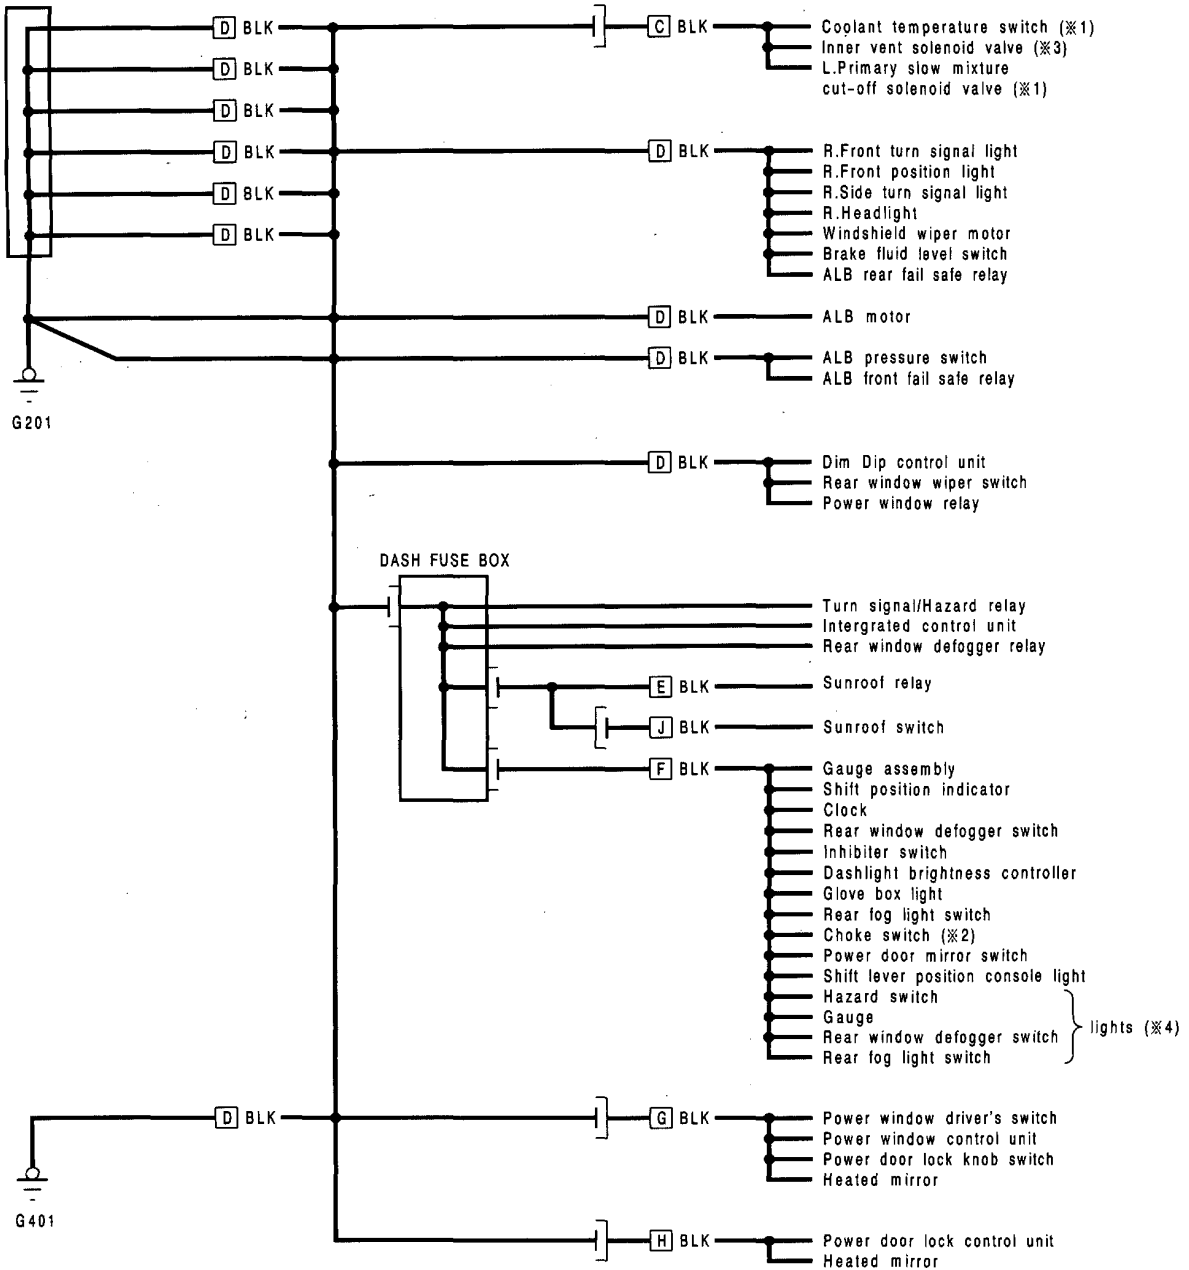 D BLK
C BLK
Coolant temperature switch (※1)
Inner vent solenoid valve (※3)
D BLK
L.Primary slow mixture
cut-off solenoid valve (※1)
D BLK
D BLK
D BLK
R.Front turn signal light
R.Front position light
D BLK
R.Side turn signal light
R.Headlight
D BLK
Windshield wiper motor
Brake fluid level switch
ALB rear fail safe relay
D BLK
ALB motor
D BLK
ALB pressure switch
ALB front fail safe relay
G201
D BLK
Dim Dip control unit
Rear window wiper switch
Power window relay
DASH FUSE BOX
Turn signal/Hazard relay
Intergrated control unit
Rear window defogger relay
E BLK
Sunroof relay
J BLK
Sunroof switch
F BLK
Gauge assembly
Shift position indicator
Clock
Rear window defogger switch
Inhibiter switch
Dashlight brightness controller
Glove box light
Rear fog light switch
Choke switch (※2)
Power door mirror switch
Shift lever position console light
Hazard switch
Gauge
Rear window defogger switch
Rear fog light switch
lights (※4)
D BLK
G BLK
Power window driver's switch
Power window control unit
Power door lock knob switch
Heated mirror
G401
H BLK
Power door lock control unit
Heated mirror